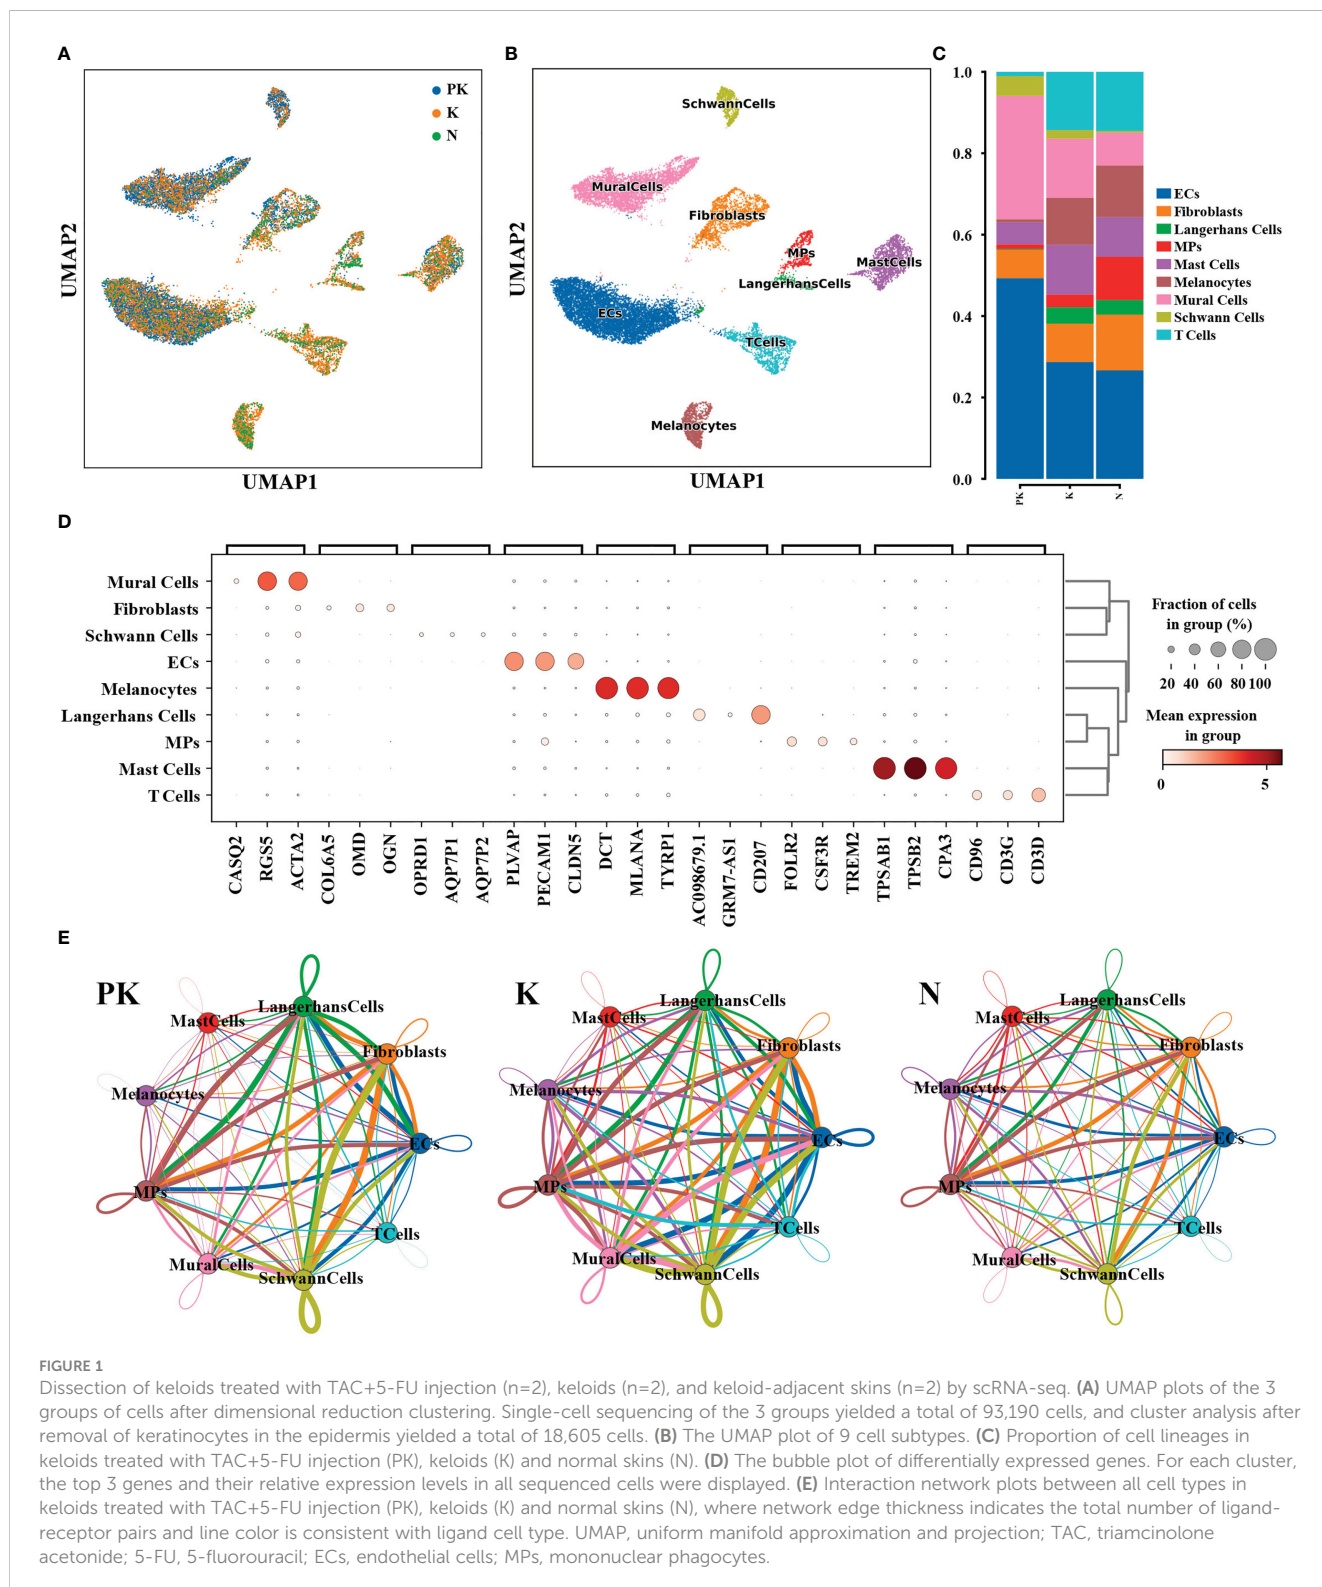 A
PK
K
N
UMAP2
UMAP1
B
SchwannCells
MuralCells
Fibroblasts
MPs
MastCells
LangerhansCells
ECs
TCells
Melanocytes
UMAP2
UMAP1
C
1.0
0.8
0.6
0.4
0.2
0.0
PK
K
N
ECs
Fibroblasts
Langerhans Cells
MPs
Mast Cells
Melanocytes
Mural Cells
Schwann Cells
T Cells
D
Mural Cells
Fibroblasts
Schwann Cells
ECs
Melanocytes
Langerhans Cells
MPs
Mast Cells
T Cells
CASQ2
RGS5
ACTA2
COL6A5
OMD
OGN
OPRD1
AQP7P1
AQP7P2
PLVAP
PECAM1
CLDN5
DCT
MLANA
TYRP1
AC098679.1
GRM7-AS1
CD207
FOLR2
CSF3R
TREM2
TPSAB1
TPSB2
CPA3
CD96
CD3G
CD3D
Fraction of cells
in group (%)
20 40 60 80 100
Mean expression
in group
0 5
E
PK
LangerhansCells
MastCells
Fibroblasts
Melanocytes
ECs
MPs
TCells
MuralCells
SchwannCells
K
LangerhansCells
MastCells
Fibroblasts
Melanocytes
ECs
MPs
TCells
MuralCells
SchwannCells
N
LangerhansCells
MastCells
Fibroblasts
Melanocytes
ECs
MPs
TCells
MuralCells
SchwannCells
FIGURE 1
Dissection of keloids treated with TAC+5-FU injection (n=2), keloids (n=2), and keloid-adjacent skins (n=2) by scRNA-seq. (A) UMAP plots of the 3
groups of cells after dimensional reduction clustering. Single-cell sequencing of the 3 groups yielded a total of 93,190 cells, and cluster analysis after
removal of keratinocytes in the epidermis yielded a total of 18,605 cells. (B) The UMAP plot of 9 cell subtypes. (C) Proportion of cell lineages in
keloids treated with TAC+5-FU injection (PK), keloids (K) and normal skins (N). (D) The bubble plot of differentially expressed genes. For each cluster,
the top 3 genes and their relative expression levels in all sequenced cells were displayed. (E) Interaction network plots between all cell types in
keloids treated with TAC+5-FU injection (PK), keloids (K) and normal skins (N), where network edge thickness indicates the total number of ligand-
receptor pairs and line color is consistent with ligand cell type. UMAP, uniform manifold approximation and projection; TAC, triamcinolone
acetonide; 5-FU, 5-fluorouracil; ECs, endothelial cells; MPs, mononuclear phagocytes.